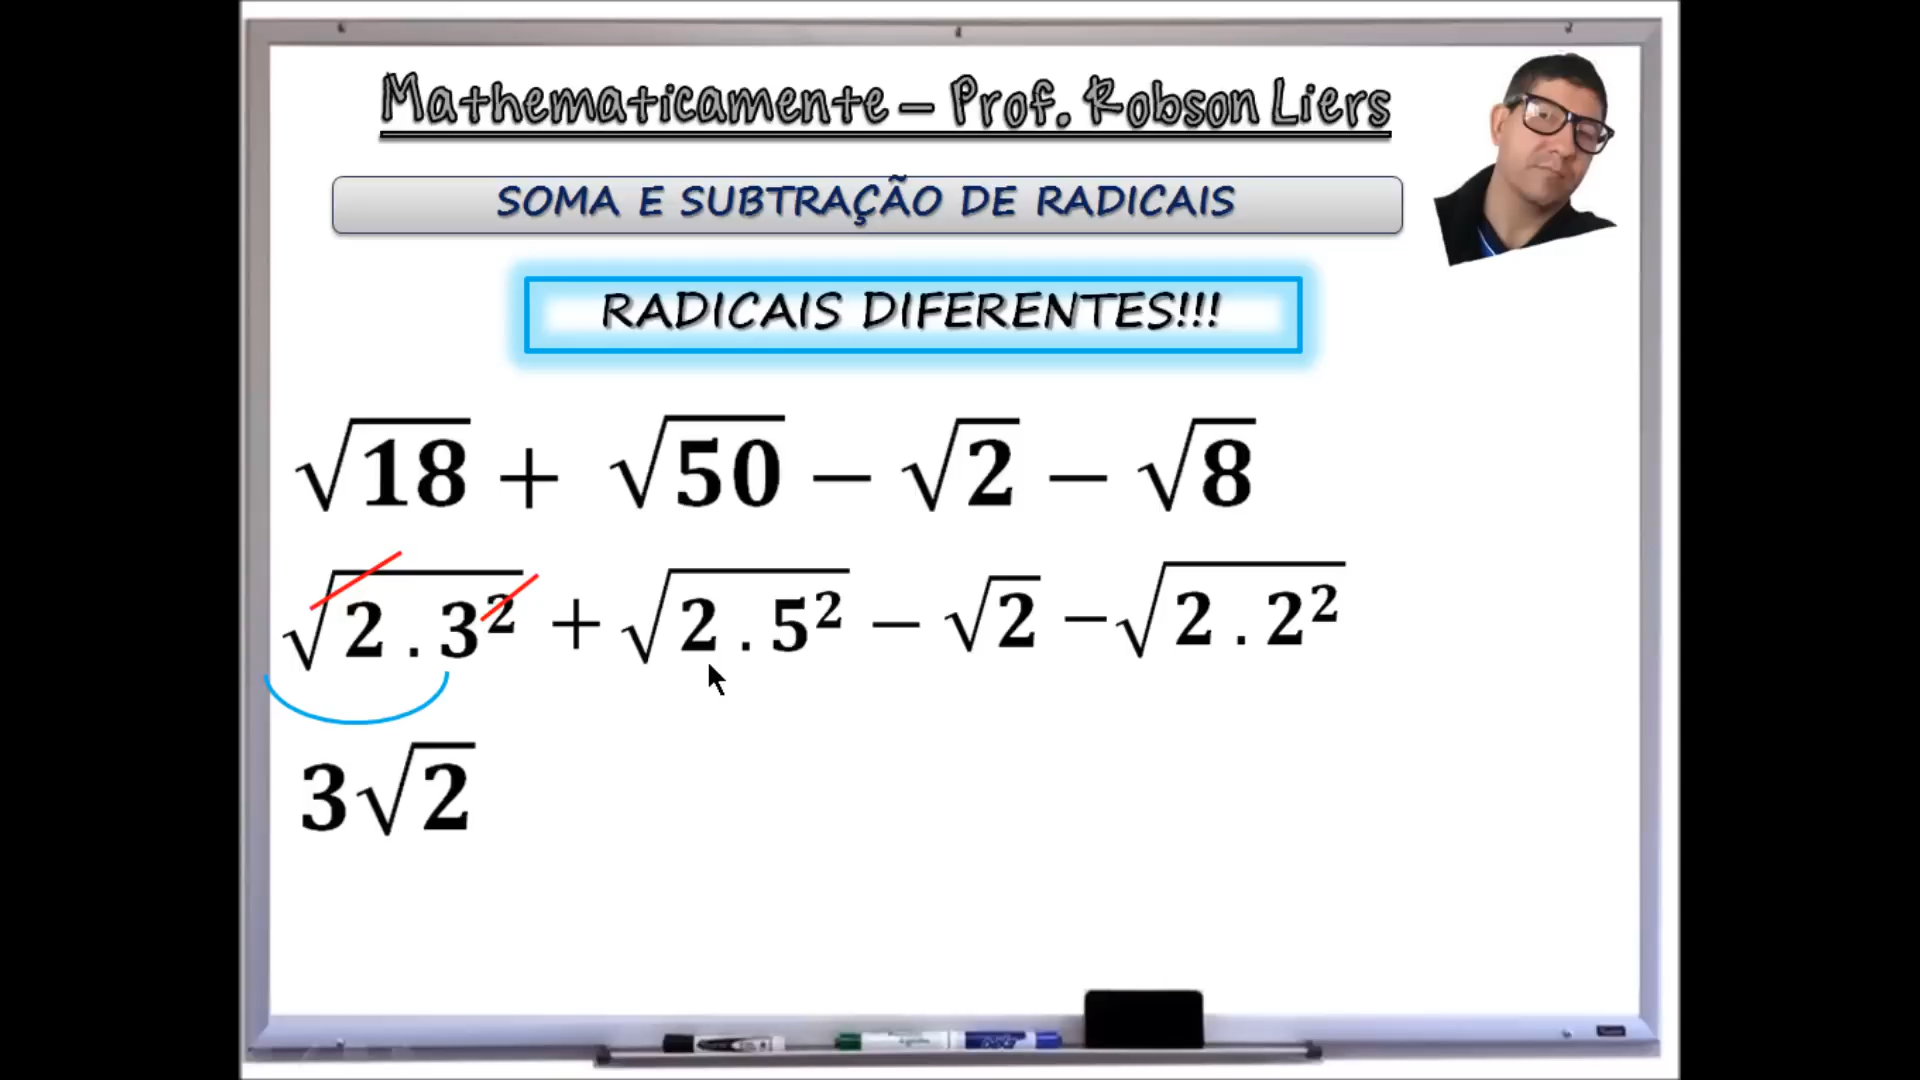 Mathematicamente – Prof. Robson Liers
SOMA E SUBTRAÇÃO DE RADICAIS
RADICAIS DIFERENTES!!!
√18 + √50 − √2 − √8
√2 . 3² + √2 . 5² − √2 − √2 . 2²
3√2